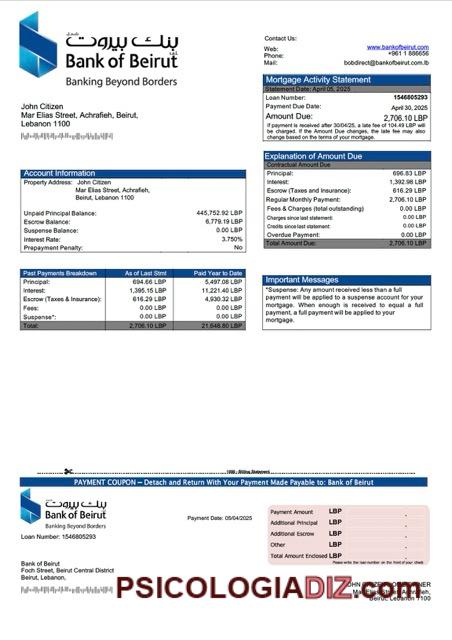 بنك بيروت
Bank of Beirut
Banking Beyond Borders
John Citizen
Mar Elias Street, Achrafieh, Beirut,
Lebanon 1100
Contact Us:
Web: www.bankofbeirut.com
Phone: +961 1 886656
Mail: bobdirect@bankofbeirut.com.lb
Mortgage Activity Statement
Statement Date: April 05, 2025
Loan Number: 1546805293
Payment Due Date: April 30, 2025
Amount Due: 2,706.10 LBP
If payment is received after 30/04/25, a late fee of 104.49 LBP will
be charged. If the Amount Due changes, the late fee may also
change based on the terms of your mortgage.
Account Information
Property Address: John Citizen
Mar Elias Street, Achrafieh,
Beirut, Lebanon 1100
Unpaid Principal Balance: 445,752.92 LBP
Escrow Balance: 6,779.19 LBP
Suspense Balance: 0.00 LBP
Interest Rate: 3.750%
Prepayment Penalty: No
Explanation of Amount Due
Contractual Amount Due
Principal: 696.83 LBP
Interest: 1,392.98 LBP
Escrow (Taxes and Insurance): 616.29 LBP
Regular Monthly Payment: 2,706.10 LBP
Fees & Charges (total outstanding) 0.00 LBP
Charges since last statement: 0.00 LBP
Credits since last statement: 0.00 LBP
Overdue Payment: 0.00 LBP
Total Amount Due: 2,706.10 LBP
Past Payments Breakdown As of Last Stmt Paid Year to Date
Principal: 694.66 LBP 5,497.08 LBP
Interest: 1,395.15 LBP 11,221.40 LBP
Escrow (Taxes & Insurance): 616.29 LBP 4,930.32 LBP
Fees: 0.00 LBP 0.00 LBP
Suspense*: 0.00 LBP 0.00 LBP
Total: 2,706.10 LBP 21,648.80 LBP
Important Messages
*Suspense: Any amount received less than a full
payment will be applied to a suspense account for your
mortgage. When enough is received to equal a full
payment, a full payment will be applied to your
mortgage.
Billing Statement
PAYMENT COUPON – Detach and Return With Your Payment Made Payable to: Bank of Beirut
بنك بيروت
Bank of Beirut
Banking Beyond Borders
Loan Number: 1546805293
Payment Date: 05/04/2025
Payment Amount LBP
Additional Principal LBP
Additional Escrow LBP
Other LBP
Total Amount Enclosed LBP
Please write the loan number on the front of your check
Bank of Beirut
Foch Street, Beirut Central District
Beirut, Lebanon,
PSICOLOGIADIZ.com
Beirut, Lebanon 1100